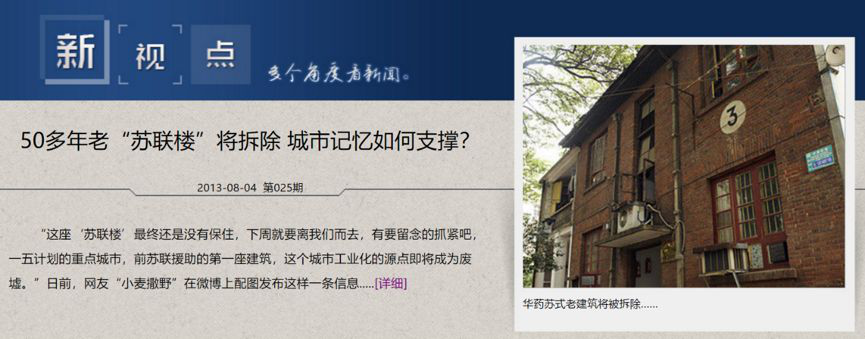 新视点
多个角度看新闻。
50多年老“苏联楼”将拆除 城市记忆如何支撑？
2013-08-04 第025期
“这座‘苏联楼’最终还是没有保住，下周就要离我们而去，有要留念的抓紧吧，
一五计划的重点城市，前苏联援助的第一座建筑，这个城市工业化的源点即将成为废
墟。”日前，网友“小麦撒野”在微博上配图发布这样一条信息.....[详细]
3
华药苏式老建筑将被拆除......